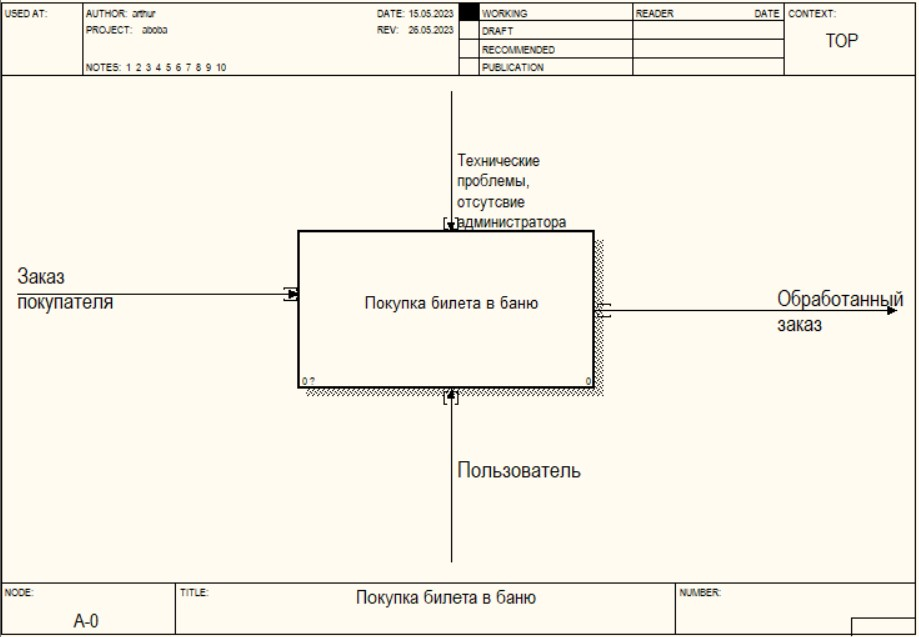 USED AT:
AUTHOR: arthur
DATE: 15.05.2023
PROJECT: aboba
REV: 26.05.2023
NOTES: 1 2 3 4 5 6 7 8 9 10
WORKING
DRAFT
RECOMMENDED
PUBLICATION
READER
DATE
CONTEXT:
TOP
Технические
проблемы,
отсутсвие
администратора
Заказ
покупателя
Покупка билета в баню
0 ?
0
Обработанный
заказ
Пользователь
NODE:
A-0
TITLE:
Покупка билета в баню
NUMBER: